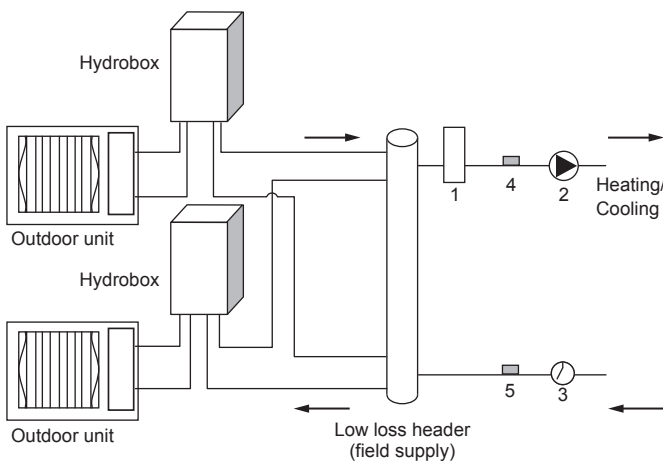 Hydrobox
Outdoor unit
Hydrobox
Outdoor unit
1
4
2
Heating/
Cooling
5
3
Low loss header
(field supply)